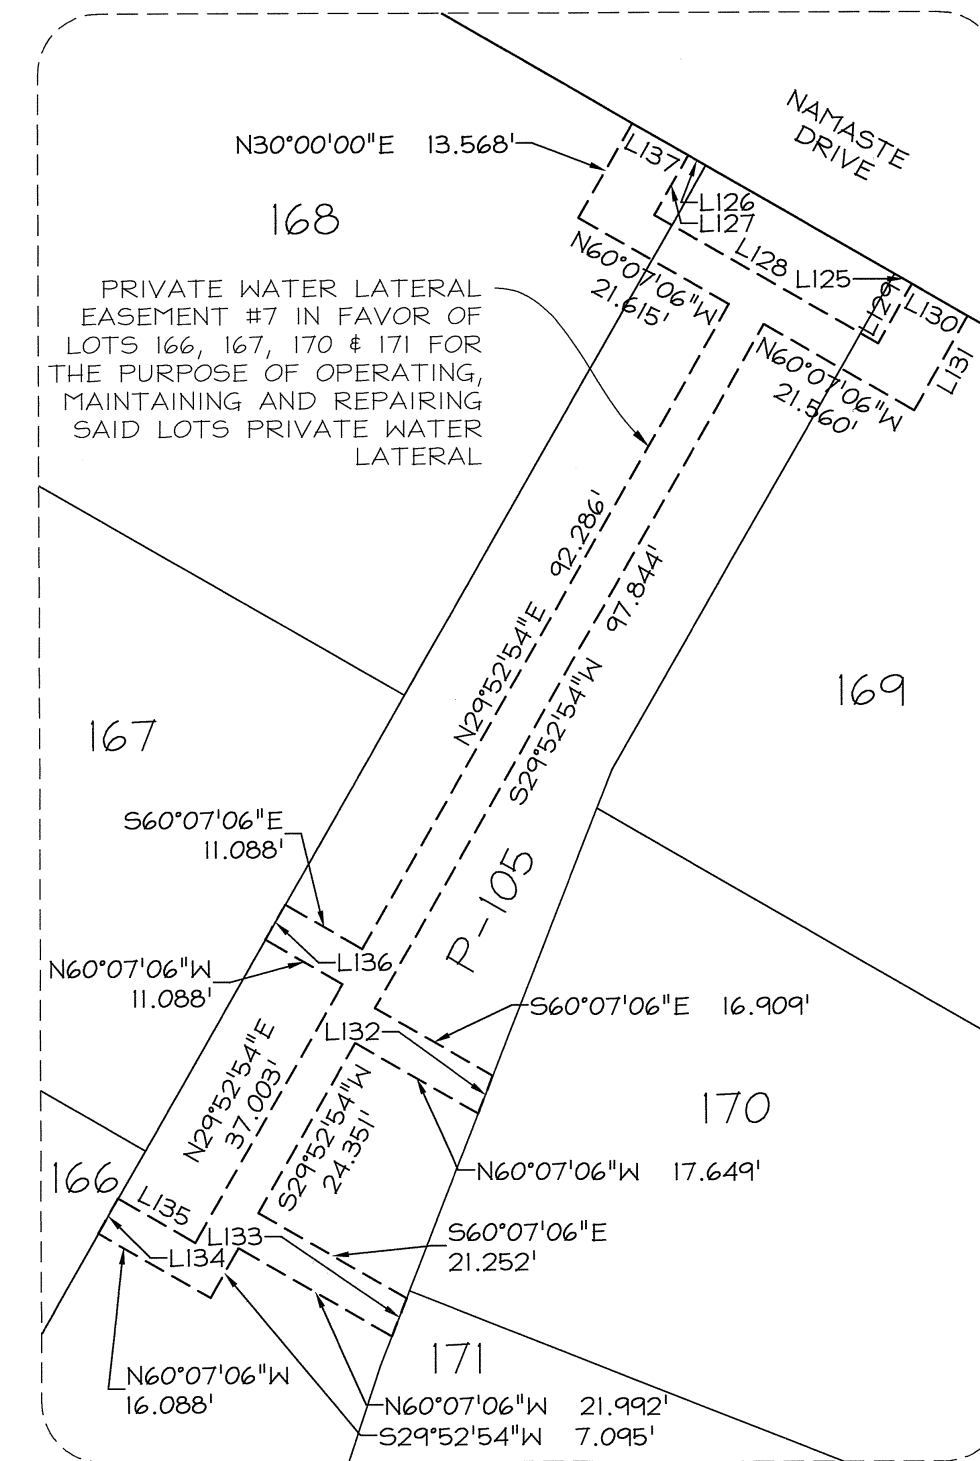 NAMASTE
DRIVE
N30°00'00"E 13.568'
L137
L126
L127
168
L128
L125
L129
L130
L131
N60°07'06"W
21.615'
N60°07'06"W
21.560'
PRIVATE WATER LATERAL
EASEMENT #7 IN FAVOR OF
LOTS 166, 167, 170 & 171 FOR
THE PURPOSE OF OPERATING,
MAINTAINING AND REPAIRING
SAID LOTS PRIVATE WATER
LATERAL
N29°52'54"E 92.286'
S29°52'54"W 97.844'
169
167
S60°07'06"E
11.088'
P-105
L136
N60°07'06"W
11.088'
S60°07'06"E 16.909'
L132
N29°52'54"E
37.003'
S29°52'54"W
24.351'
170
N60°07'06"W 17.649'
166
L135
L133
L134
S60°07'06"E
21.252'
171
N60°07'06"W
16.088'
N60°07'06"W 21.992'
S29°52'54"W 7.095'